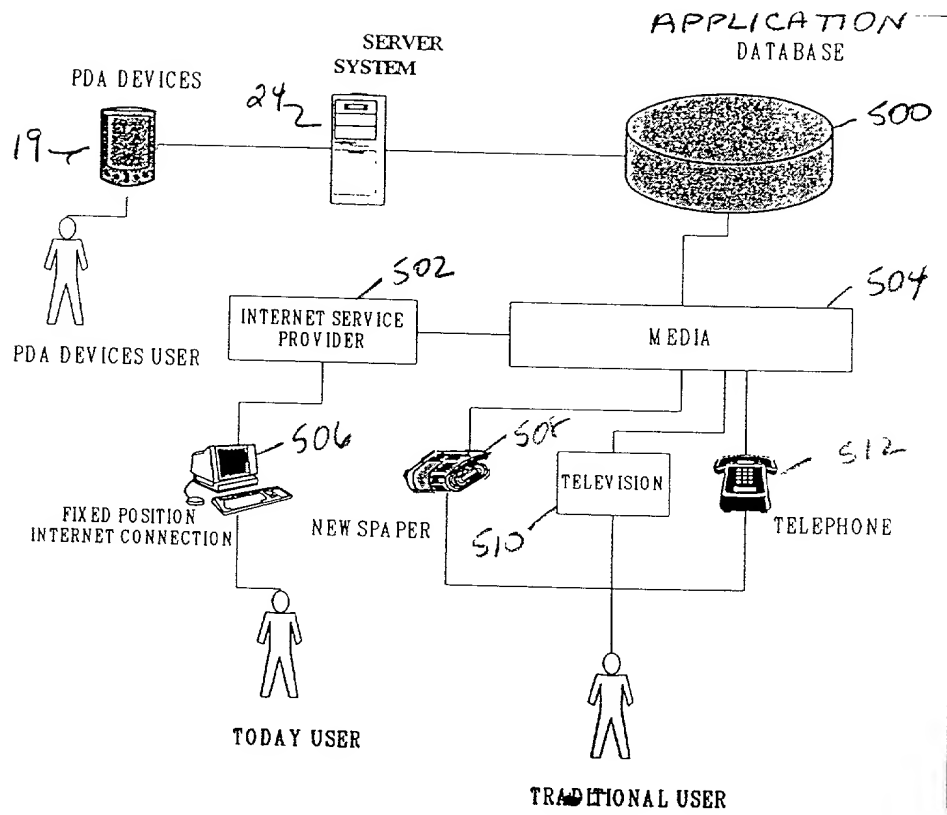 APPLICATION
DATABASE
SERVER
SYSTEM
PDA DEVICES
24
500
19
PDA DEVICES USER
502
504
INTERNET SERVICE
PROVIDER
MEDIA
506
508
512
TELEVISION
FIXED POSITION
INTERNET CONNECTION
NEWSPAPER
510
TELEPHONE
TODAY USER
TRADITIONAL USER